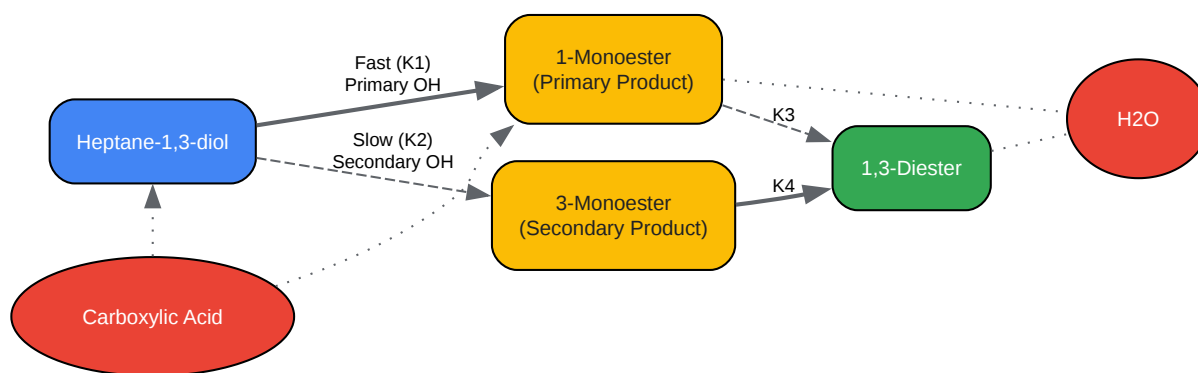 Fast (K1)
Primary OH
1-Monoester
(Primary Product)
H2O
Heptane-1,3-diol
K3
Slow (K2)
Secondary OH
1,3-Diester
K4
3-Monoester
(Secondary Product)
Carboxylic Acid